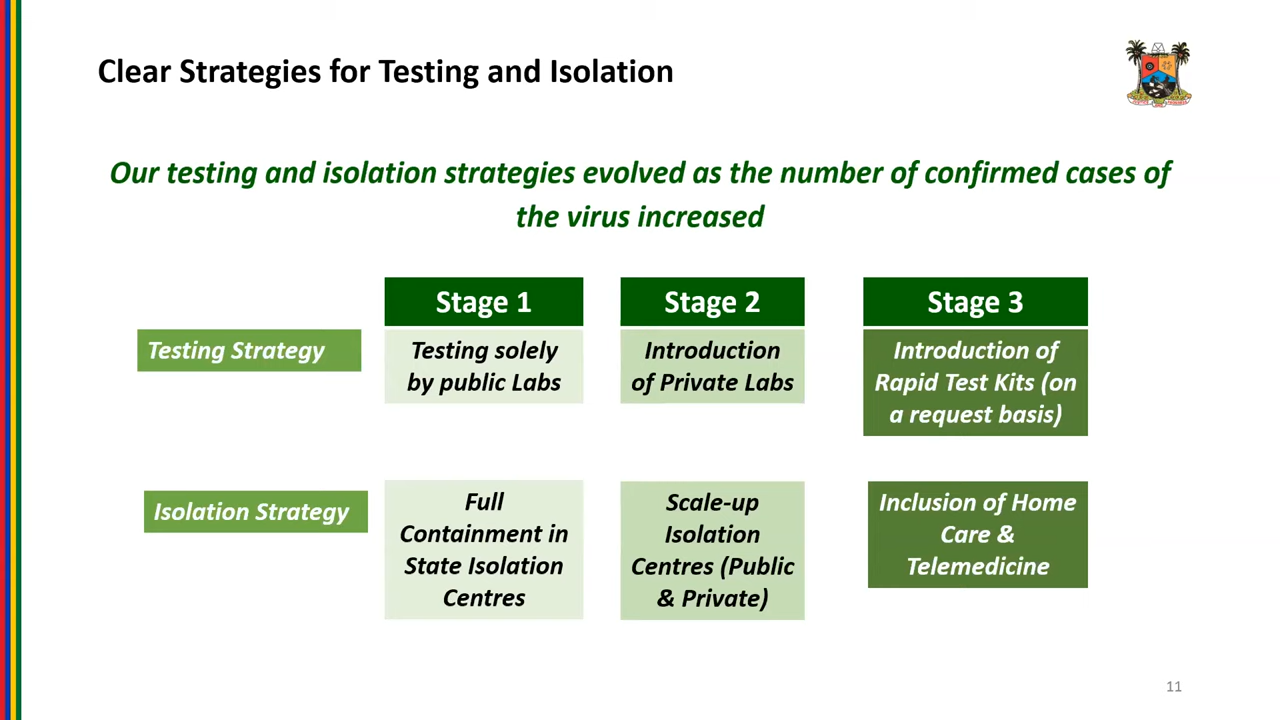 Clear Strategies for Testing and Isolation
Our testing and isolation strategies evolved as the number of confirmed cases of
the virus increased
Stage 1
Stage 2
Stage 3
Testing Strategy
Testing solely
by public Labs
Introduction
of Private Labs
Introduction of
Rapid Test Kits (on
a request basis)
Isolation Strategy
Full
Containment in
State Isolation
Centres
Scale-up
Isolation
Centres (Public
& Private)
Inclusion of Home
Care &
Telemedicine
11